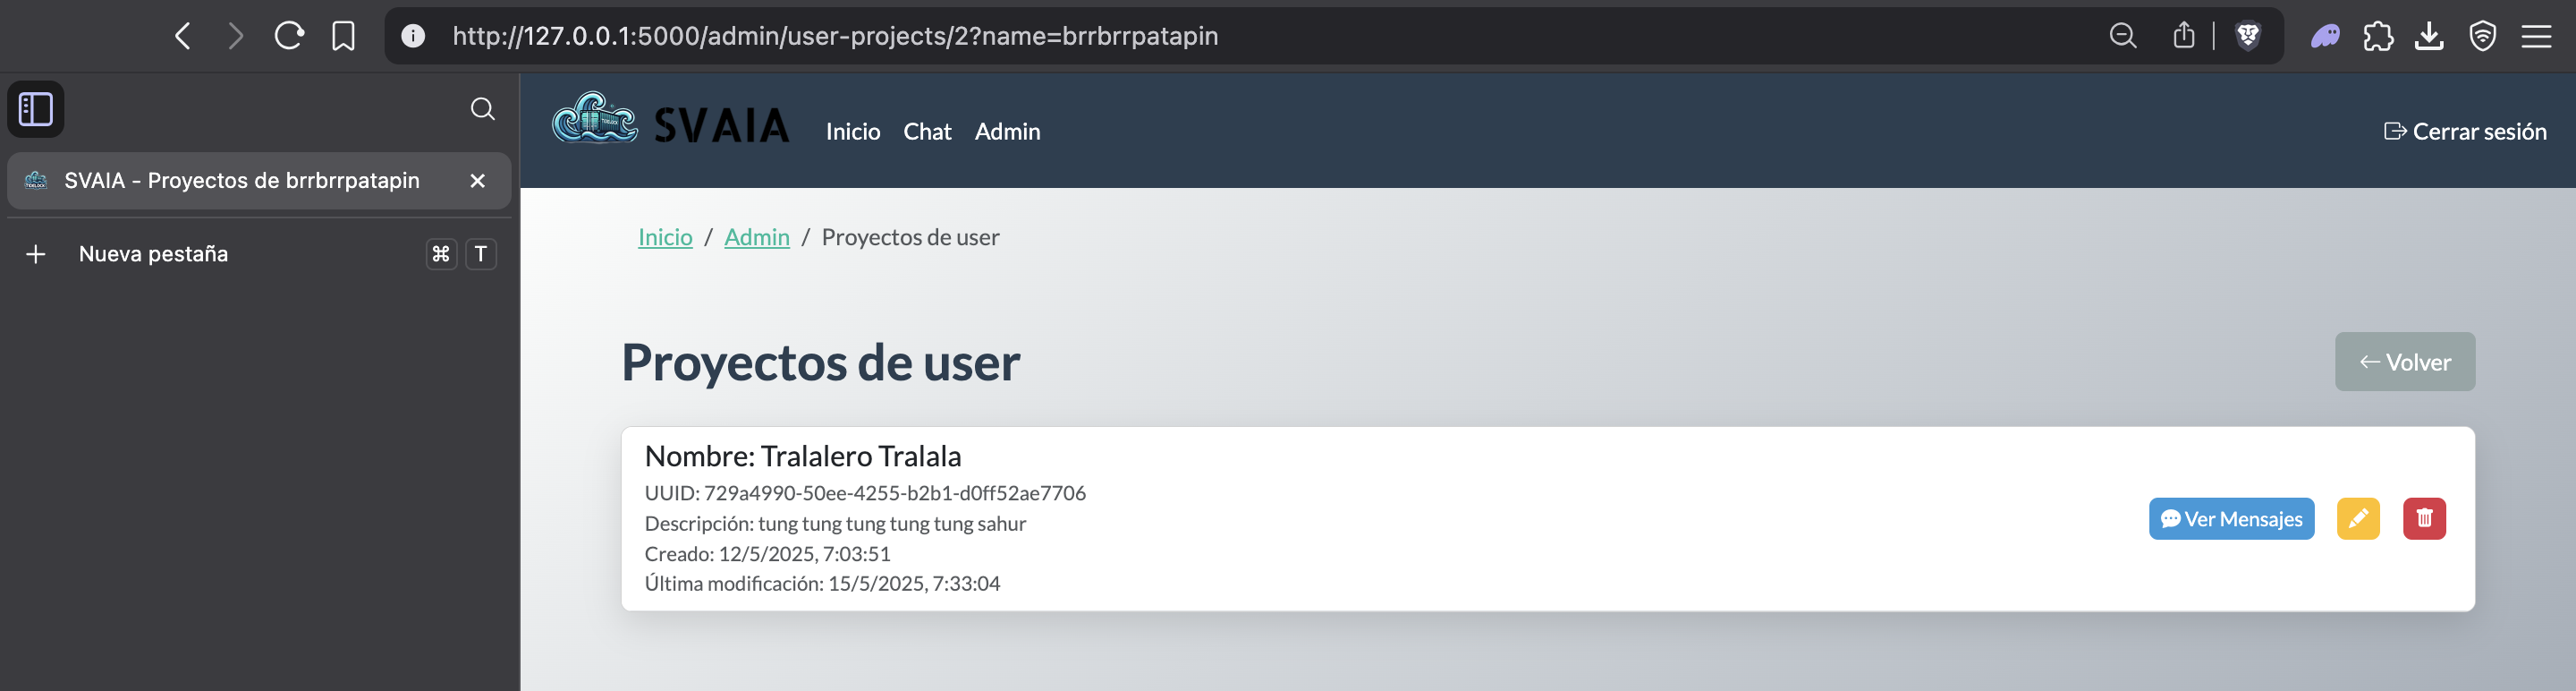 http://127.0.0.1:5000/admin/user-projects/2?name=brrbrrpatapin
SVAIA - Proyectos de brrbrrpatapin
Nueva pestaña ⌘ T
SVAIA Inicio Chat Admin Cerrar sesión
Inicio / Admin / Proyectos de user
Proyectos de user
← Volver
Nombre: Tralalero Tralala
UUID: 729a4990-50ee-4255-b2b1-d0ff52ae7706
Descripción: tung tung tung tung tung sahur
Creado: 12/5/2025, 7:03:51
Última modificación: 15/5/2025, 7:33:04
Ver Mensajes